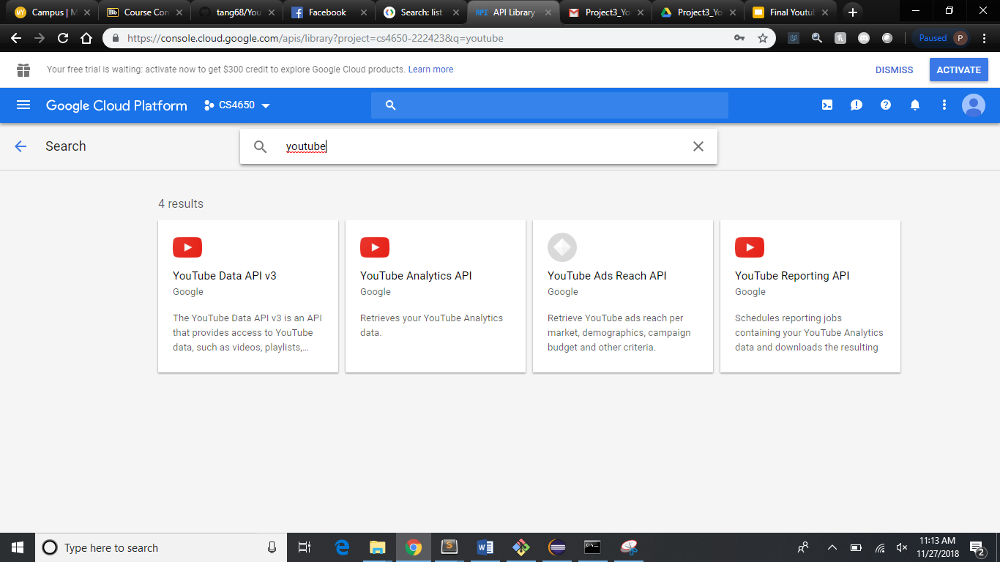 Campus | M
Course Con
tang68/You
Facebook
Search: list
API API Library
Project3_Yo
Project3_Yo
Final Youtub
https://console.cloud.google.com/apis/library?project=cs4650-222423&q=youtube
Paused P
Your free trial is waiting: activate now to get $300 credit to explore Google Cloud products. Learn more
DISMISS
ACTIVATE
Google Cloud Platform
CS4650
Search
youtube
4 results
YouTube Data API v3
Google
The YouTube Data API v3 is an API
that provides access to YouTube
data, such as videos, playlists,...
YouTube Analytics API
Google
Retrieves your YouTube Analytics
data.
YouTube Ads Reach API
Google
Retrieve YouTube ads reach per
market, demographics, campaign
budget and other criteria.
YouTube Reporting API
Google
Schedules reporting jobs
containing your YouTube Analytics
data and downloads the resulting
Type here to search
11:13 AM
11/27/2018
2